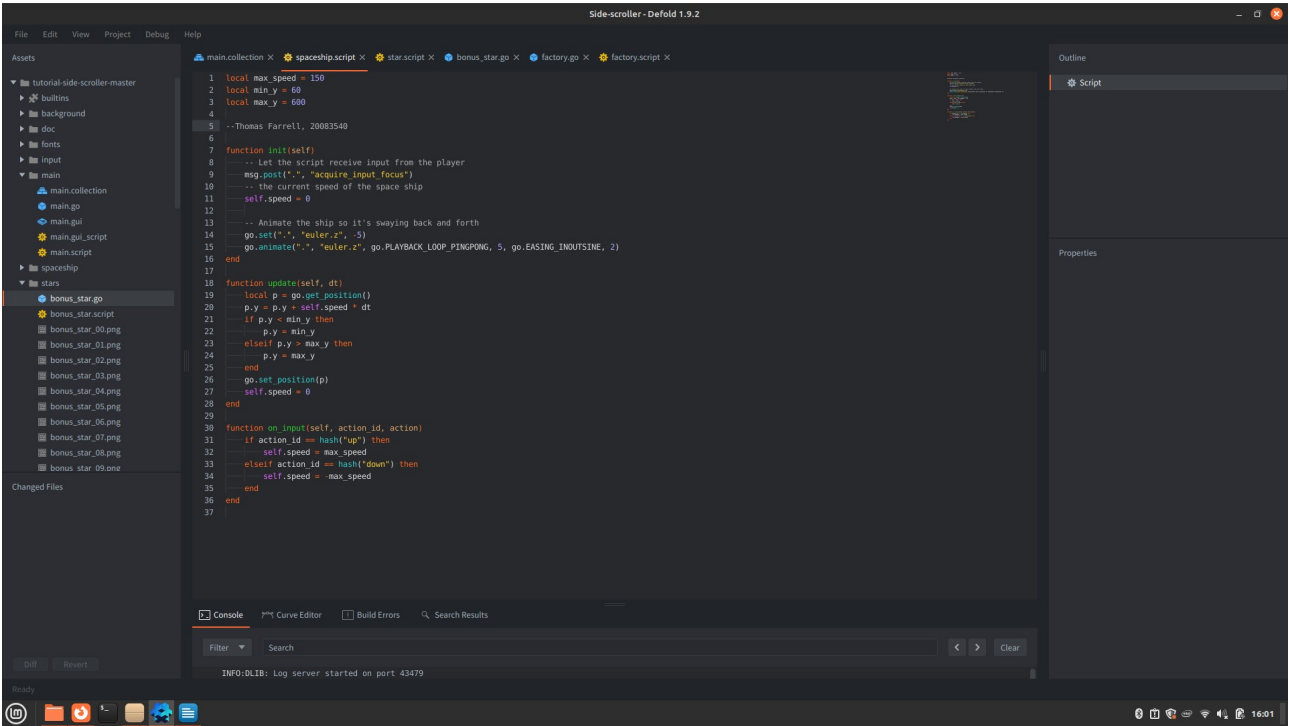 Side-scroller - Defold 1.9.2
File Edit View Project Debug Help
Assets
tutorial-side-scroller-master
builtins
background
doc
fonts
input
main
main.collection
main.go
main.gui
main.gui_script
main.script
spaceship
stars
bonus_star.go
bonus_star.script
bonus_star_00.png
bonus_star_01.png
bonus_star_02.png
bonus_star_03.png
bonus_star_04.png
bonus_star_05.png
bonus_star_06.png
bonus_star_07.png
bonus_star_08.png
bonus_star_09.png
Changed Files
Diff Revert
Ready
main.collection × spaceship.script × star.script × bonus_star.go × factory.go × factory.script ×
1 local max_speed = 150
2 local min_y = 60
3 local max_y = 600
4
5 --Thomas Farrell, 20083540
6
7 function init(self)
8 -- Let the script receive input from the player
9 msg.post(".", "acquire_input_focus")
10 -- the current speed of the space ship
11 self.speed = 0
12
13 -- Animate the ship so it's swaying back and forth
14 go.set(".", "euler.z", -5)
15 go.animate(".", "euler.z", go.PLAYBACK_LOOP_PINGPONG, 5, go.EASING_INOUTSINE, 2)
16 end
17
18 function update(self, dt)
19 local p = go.get_position()
20 p.y = p.y + self.speed * dt
21 if p.y < min_y then
22 p.y = min_y
23 elseif p.y > max_y then
24 p.y = max_y
25 end
26 go.set_position(p)
27 self.speed = 0
28 end
29
30 function on_input(self, action_id, action)
31 if action_id == hash("up") then
32 self.speed = max_speed
33 elseif action_id == hash("down") then
34 self.speed = -max_speed
35 end
36 end
37
Console Curve Editor Build Errors Search Results
Filter Search Clear
INFO:DLIB: Log server started on port 43479
Outline
Script
Properties
16:01